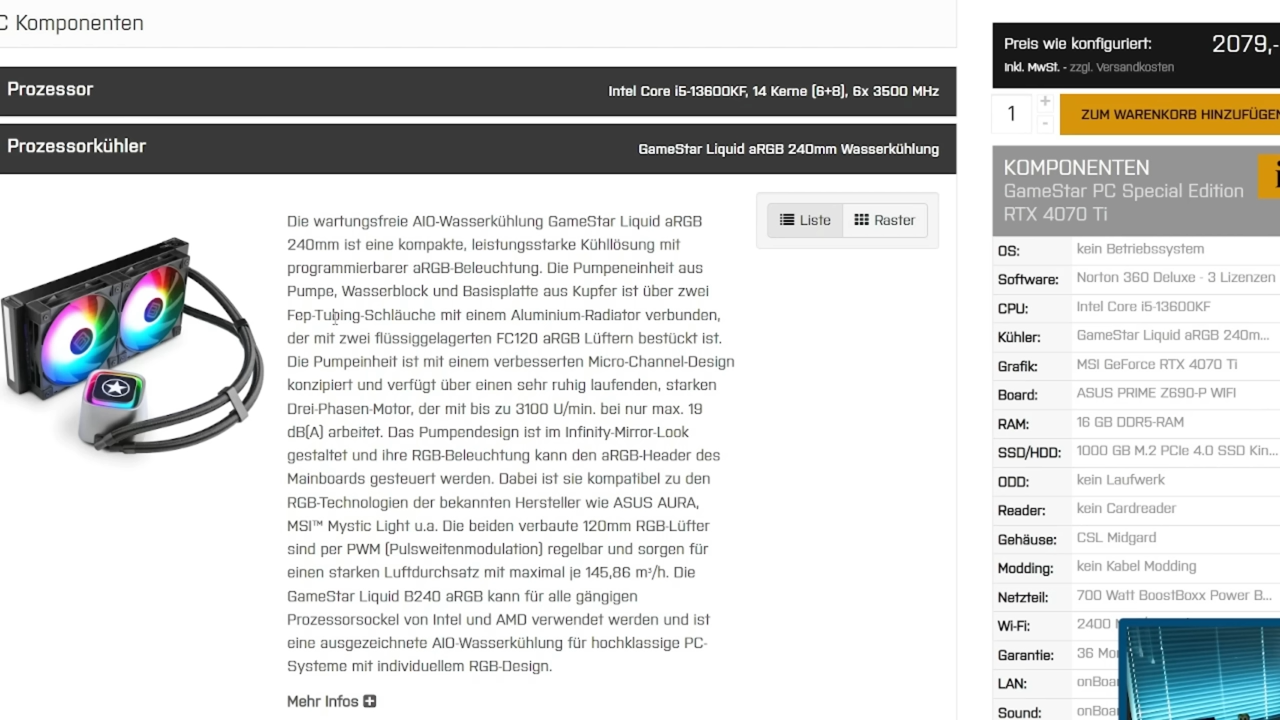 C Komponenten
Prozessor
Intel Core i5-13600KF, 14 Kerne (6+8), 6x 3500 MHz
Prozessorkühler
GameStar Liquid aRGB 240mm Wasserkühlung
Die wartungsfreie AIO-Wasserkühlung GameStar Liquid aRGB
240mm ist eine kompakte, leistungsstarke Kühllösung mit
programmierbarer aRGB-Beleuchtung. Die Pumpeneinheit aus
Pumpe, Wasserblock und Basisplatte aus Kupfer ist über zwei
Fep-Tubing-Schläuche mit einem Aluminium-Radiator verbunden,
der mit zwei flüssiggelagerten FC120 aRGB Lüftern bestückt ist.
Die Pumpeinheit ist mit einem verbesserten Micro-Channel-Design
konzipiert und verfügt über einen sehr ruhig laufenden, starken
Drei-Phasen-Motor, der mit bis zu 3100 U/min. bei nur max. 19
dB(A) arbeitet. Das Pumpendesign ist im Infinity-Mirror-Look
gestaltet und ihre RGB-Beleuchtung kann den aRGB-Header des
Mainboards gesteuert werden. Dabei ist sie kompatibel zu den
RGB-Technologien der bekannten Hersteller wie ASUS AURA,
MSI™ Mystic Light u.a. Die beiden verbaute 120mm RGB-Lüfter
sind per PWM (Pulsweitenmodulation) regelbar und sorgen für
einen starken Luftdurchsatz mit maximal je 145,86 m³/h. Die
GameStar Liquid B240 aRGB kann für alle gängigen
Prozessorsockel von Intel und AMD verwendet werden und ist
eine ausgezeichnete AIO-Wasserkühlung für hochklassige PC-
Systeme mit individuellem RGB-Design.
Mehr Infos
Liste
Raster
Preis wie konfiguriert: 2079,-
Inkl. MwSt. - zzgl. Versandkosten
1 + -
ZUM WARENKORB HINZUFÜGEN
KOMPONENTEN
GameStar PC Special Edition
RTX 4070 Ti
OS: kein Betriebssystem
Software: Norton 360 Deluxe - 3 Lizenzen
CPU: Intel Core i5-13600KF
Kühler: GameStar Liquid aRGB 240m...
Grafik: MSI GeForce RTX 4070 Ti
Board: ASUS PRIME Z690-P WIFI
RAM: 16 GB DDR5-RAM
SSD/HDD: 1000 GB M.2 PCIe 4.0 SSD Kin...
ODD: kein Laufwerk
Reader: kein Cardreader
Gehäuse: CSL Midgard
Modding: kein Kabel Modding
Netzteil: 700 Watt BoostBoxx Power B...
Wi-Fi: 2400
Garantie: 36 Mo
LAN: onBoa
Sound: onBoa